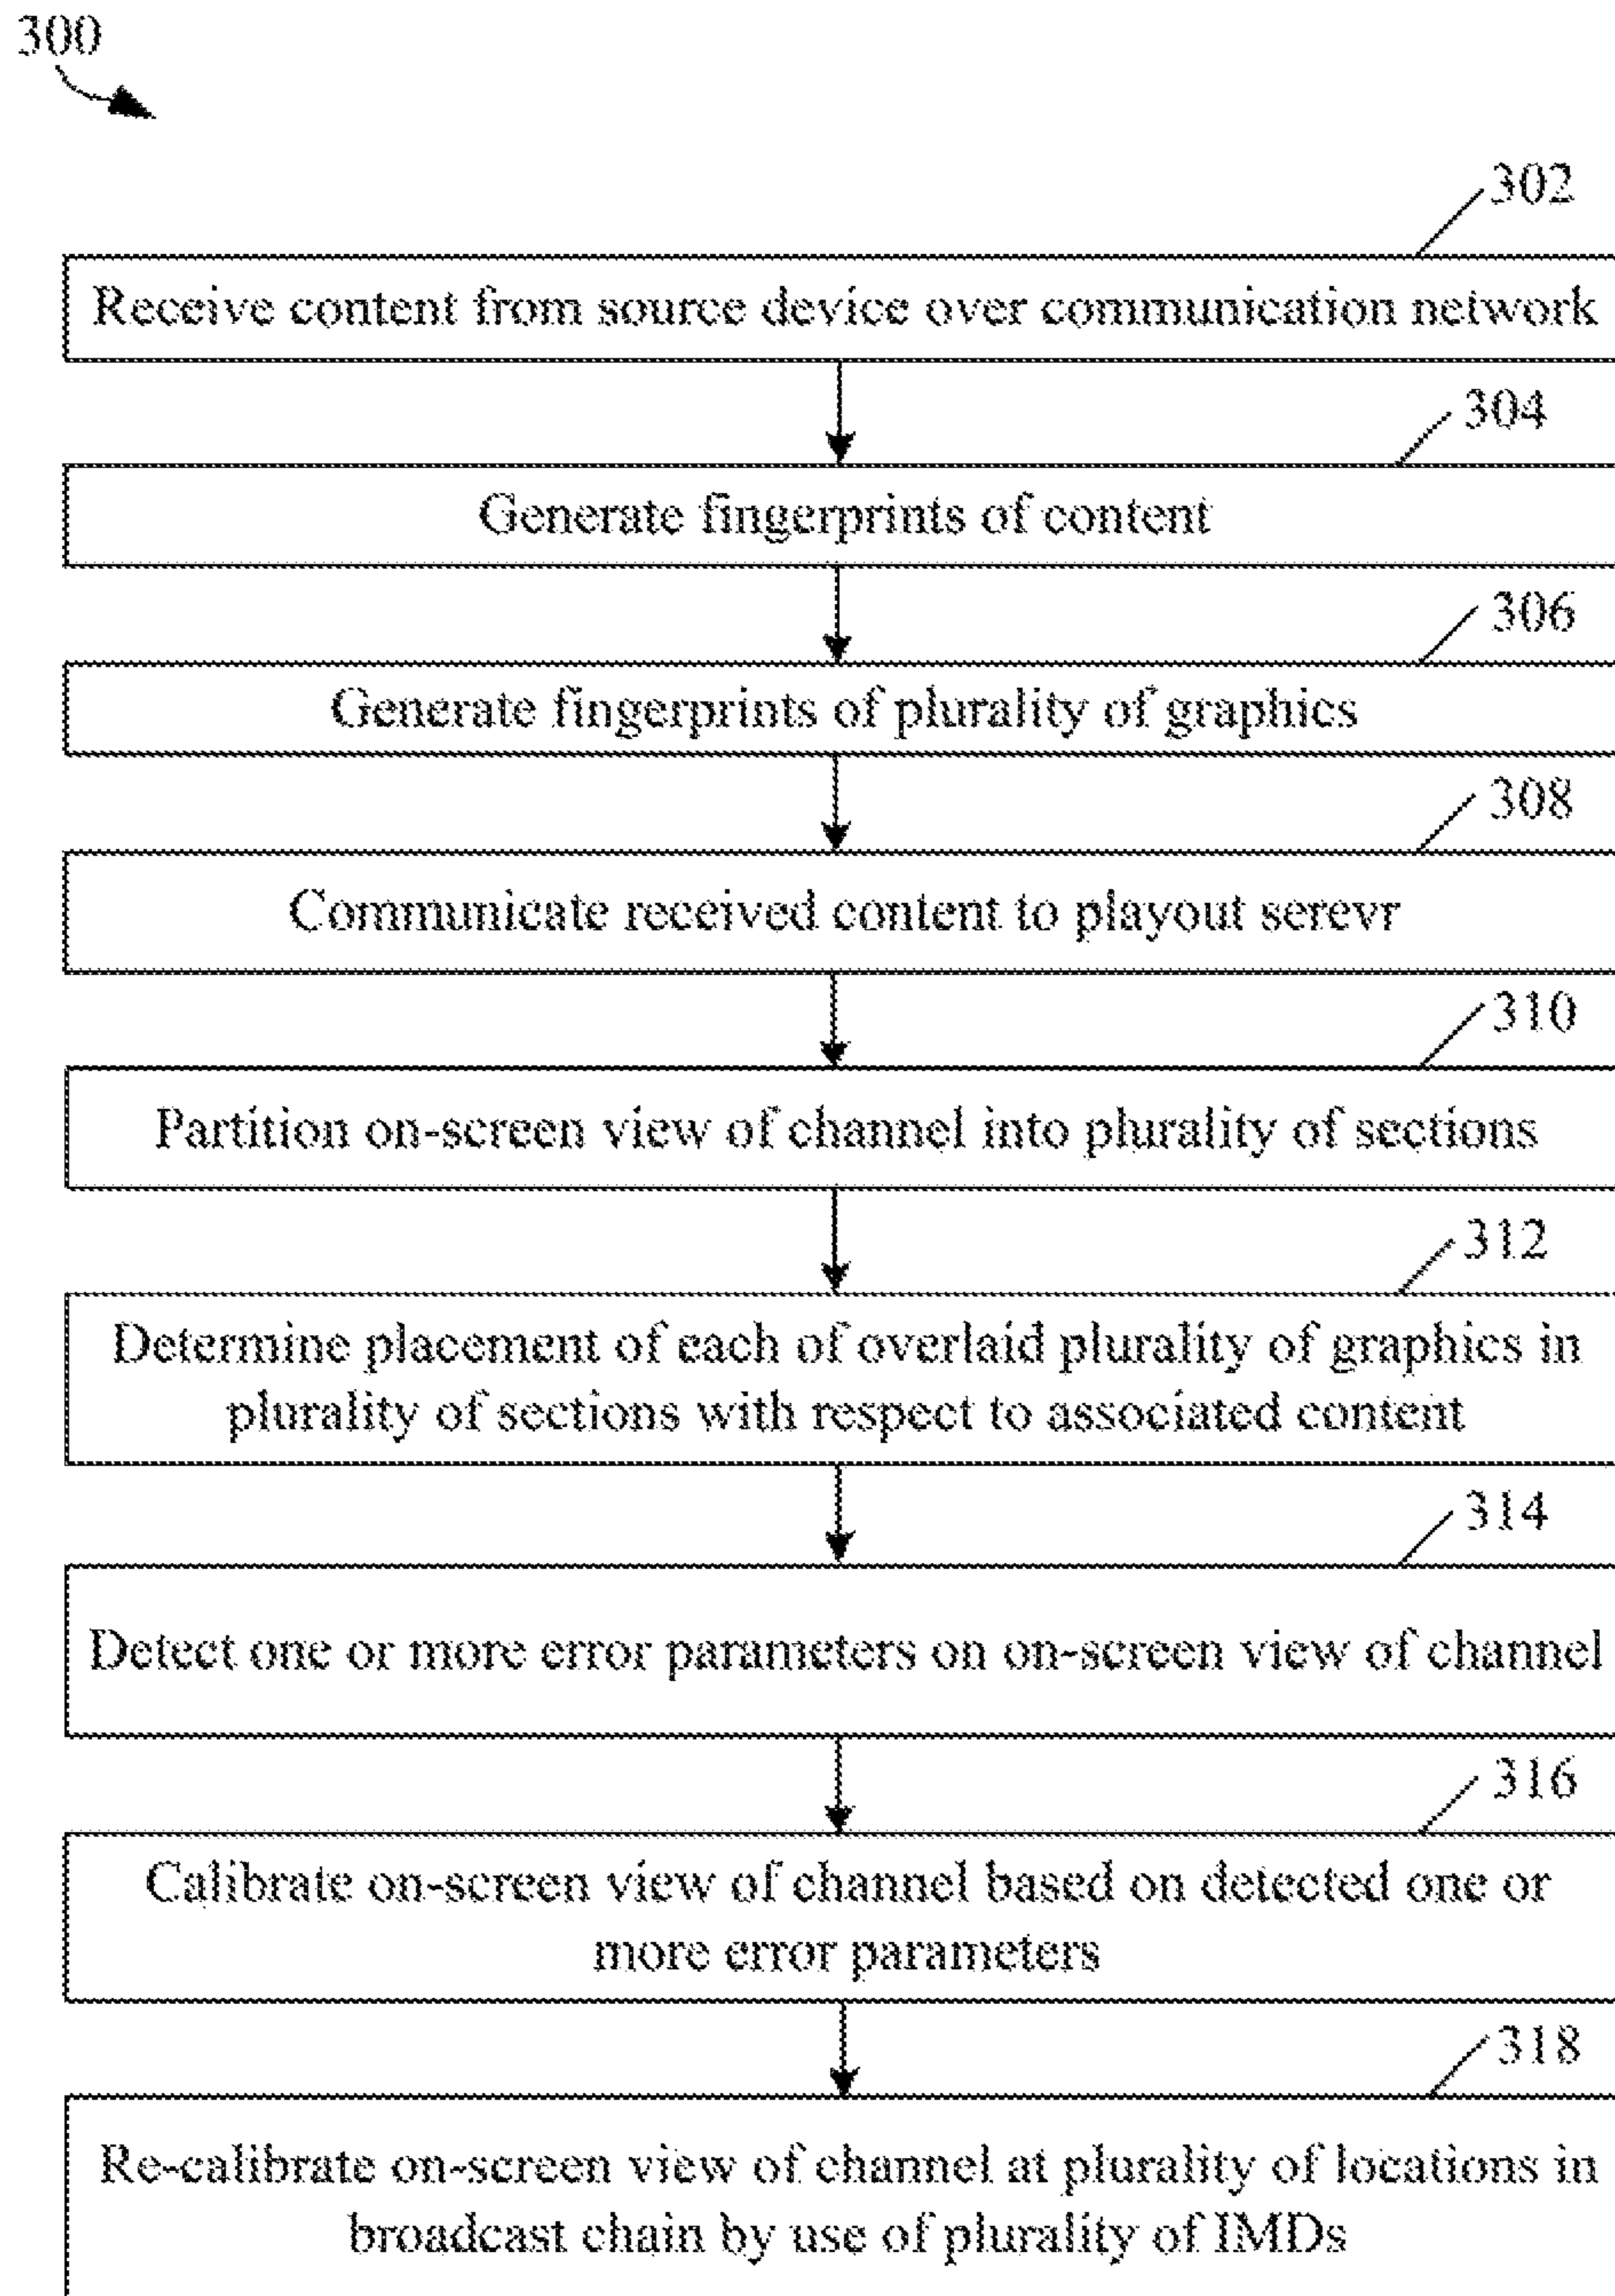 300
302
Receive content from source device over communication network
304
Generate fingerprints of content
306
Generate fingerprints of plurality of graphics
308
Communicate received content to playout serevr
310
Partition on-screen view of channel into plurality of sections
312
Determine placement of each of overlaid plurality of graphics in
plurality of sections with respect to associated content
314
Detect one or more error parameters on on-screen view of channel
316
Calibrate on-screen view of channel based on detected one or
more error parameters
318
Re-calibrate on-screen view of channel at plurality of locations in
broadcast chain by use of plurality of IMDs